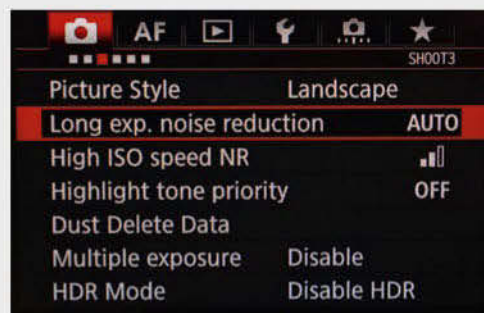 AF
SHOOT3
Picture Style Landscape
Long exp. noise reduction AUTO
High ISO speed NR
Highlight tone priority OFF
Dust Delete Data
Multiple exposure Disable
HDR Mode Disable HDR